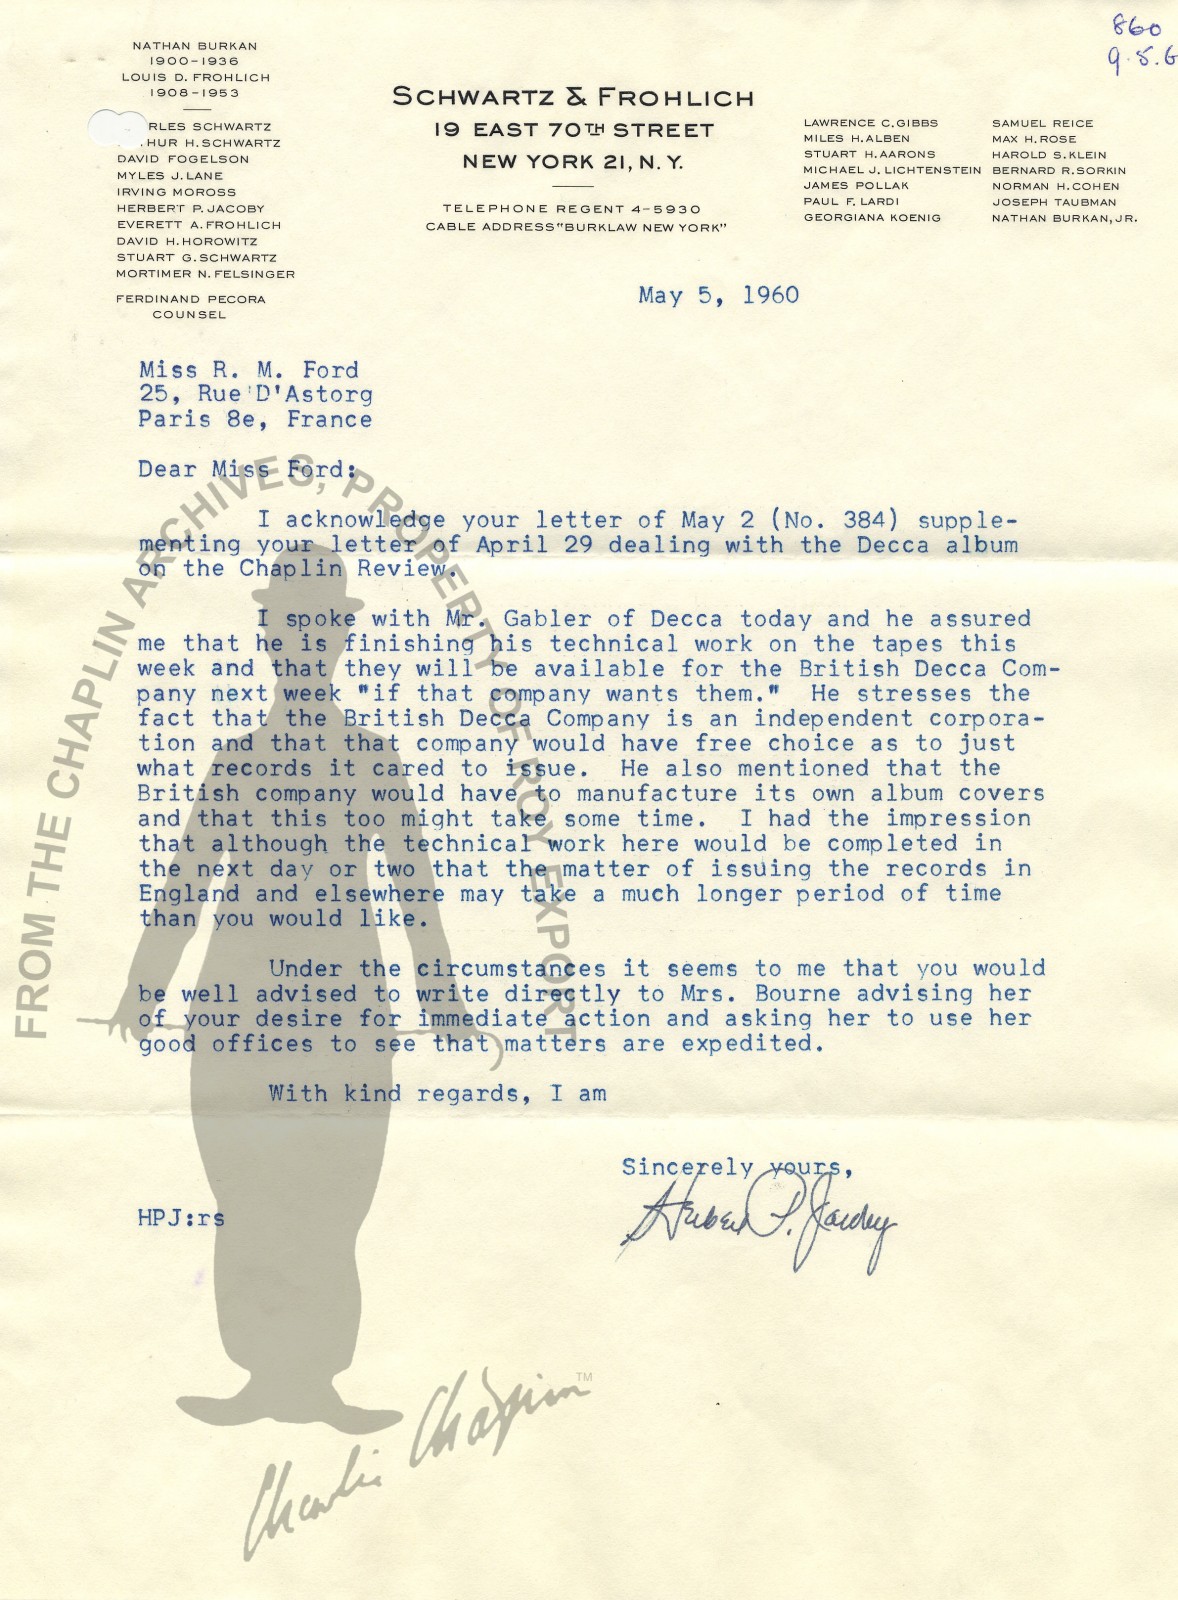 860
9.5.6
NATHAN BURKAN
1900-1936
LOUIS D. FROHLICH
1908-1953
RLES SCHWARTZ
HUR H. SCHWARTZ
DAVID FOGELSON
MYLES J. LANE
IRVING MOROSS
HERBERT P. JACOBY
EVERETT A. FROHLICH
DAVID H. HOROWITZ
STUART G. SCHWARTZ
MORTIMER N. FELSINGER
FERDINAND PECORA
COUNSEL
SCHWARTZ & FROHLICH
19 EAST 70TH STREET
NEW YORK 21, N. Y.
TELEPHONE REGENT 4-5930
CABLE ADDRESS "BURKLAW NEW YORK"
LAWRENCE C. GIBBS
MILES H. ALBEN
STUART H. AARONS
MICHAEL J. LICHTENSTEIN
JAMES POLLAK
PAUL F. LARDI
GEORGIANA KOENIG
SAMUEL REICE
MAX H. ROSE
HAROLD S. KLEIN
BERNARD R. SORKIN
NORMAN H. COHEN
JOSEPH TAUBMAN
NATHAN BURKAN, JR.
May 5, 1960
Miss R. M. Ford
25, Rue D'Astorg
Paris 8e, France
Dear Miss Ford:
I acknowledge your letter of May 2 (No. 384) supple-
menting your letter of April 29 dealing with the Decca album
on the Chaplin Review.
I spoke with Mr. Gabler of Decca today and he assured
me that he is finishing his technical work on the tapes this
week and that they will be available for the British Decca Com-
pany next week "if that company wants them." He stresses the
fact that the British Decca Company is an independent corpora-
tion and that that company would have free choice as to just
what records it cared to issue. He also mentioned that the
British company would have to manufacture its own album covers
and that this too might take some time. I had the impression
that although the technical work here would be completed in
the next day or two that the matter of issuing the records in
England and elsewhere may take a much longer period of time
than you would like.
Under the circumstances it seems to me that you would
be well advised to write directly to Mrs. Bourne advising her
of your desire for immediate action and asking her to use her
good offices to see that matters are expedited.
With kind regards, I am
Sincerely yours,
Herbert P. Jacoby
HPJ:rs
FROM THE CHAPLIN ARCHIVES, PROPERTY OF ROY EXPORT
Charlie Chaplin TM